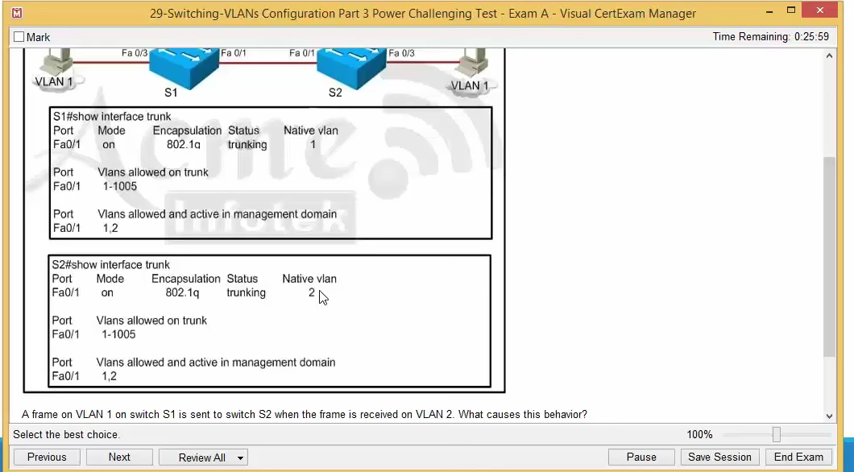 29-Switching-VLANs Configuration Part 3 Power Challenging Test - Exam A - Visual CertExam Manager
Mark
Time Remaining: 0:25:59
Fa 0/3 Fa 0/1 Fa 0/1 Fa 0/3
VLAN 1 S1 S2 VLAN 1
S1#show interface trunk
Port Mode Encapsulation Status Native vlan
Fa0/1 on 802.1q trunking 1
Port Vlans allowed on trunk
Fa0/1 1-1005
Port Vlans allowed and active in management domain
Fa0/1 1,2
Acme
Infotek
S2#show interface trunk
Port Mode Encapsulation Status Native vlan
Fa0/1 on 802.1q trunking 2
Port Vlans allowed on trunk
Fa0/1 1-1005
Port Vlans allowed and active in management domain
Fa0/1 1,2
A frame on VLAN 1 on switch S1 is sent to switch S2 when the frame is received on VLAN 2. What causes this behavior?
Select the best choice.
100%
Previous Next Review All Pause Save Session End Exam